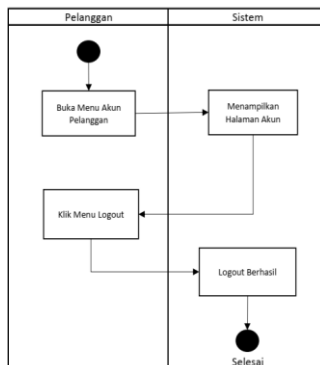 Pelanggan
Sistem
Buka Menu Akun
Pelanggan
Menampilkan
Halaman Akun
Klik Menu Logout
Logout Berhasil
Selesai